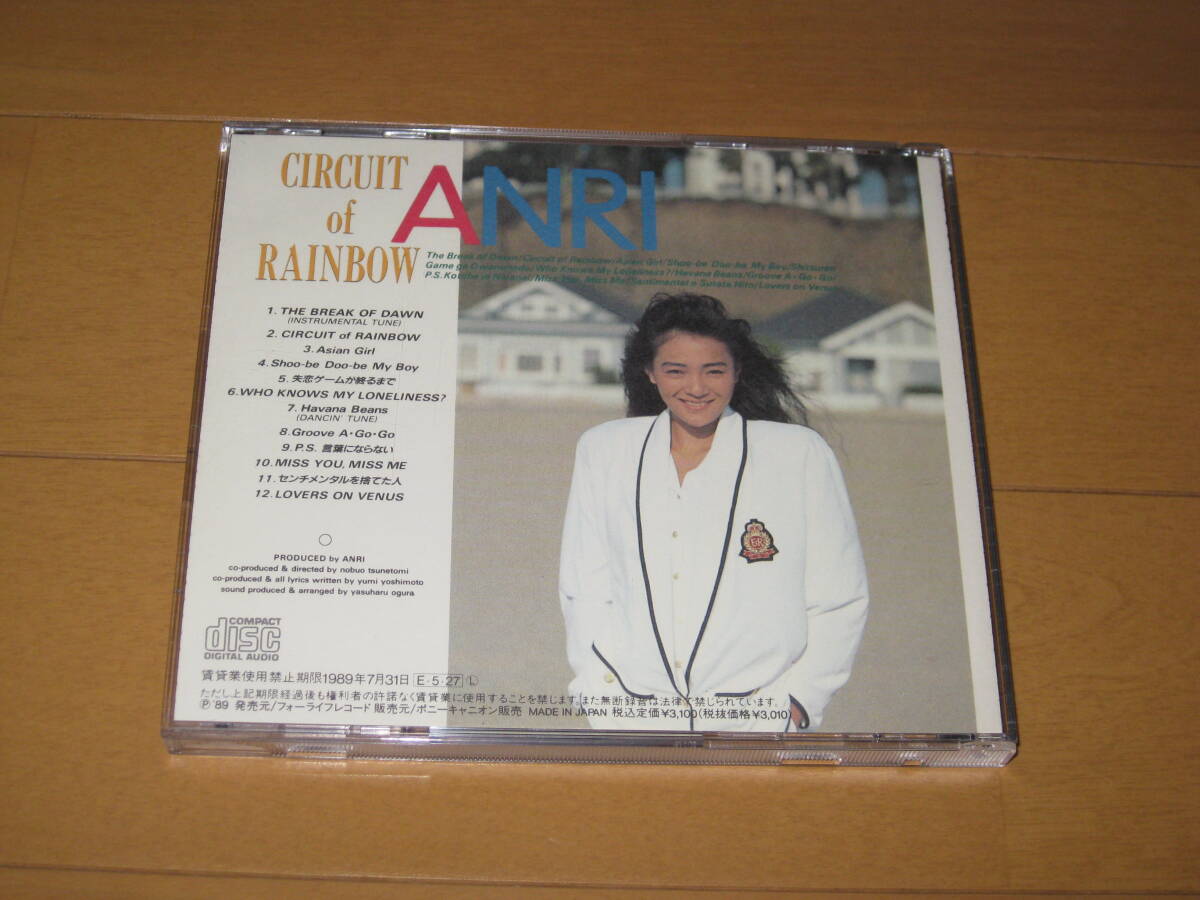 CIRCUIT
of
RAINBOW
ANRI
The Break of Dawn/Circuit of Rainbow/Asian Girl/Shoo-be Doo-be My Boy/Shitsuren
Game ga Owarumade/Who Knows My Loneliness?/Havana Beans/Groove A·Go·Go/
P.S. Kotoba ni Naranai/Miss You, Miss Me/Sentimental o Suteta Hito/Lovers on Venus
1. THE BREAK OF DAWN
(INSTRUMENTAL TUNE)
2. CIRCUIT of RAINBOW
3. Asian Girl
4. Shoo-be Doo-be My Boy
5. 失恋ゲームが終るまで
6. WHO KNOWS MY LONELINESS?
7. Havana Beans
(DANCIN' TUNE)
8. Groove A·Go·Go
9. P.S. 言葉にならない
10. MISS YOU, MISS ME
11. センチメンタルを捨てた人
12. LOVERS ON VENUS
PRODUCED by ANRI
co-produced & directed by nobuo tsunetomi
co-produced & all lyrics written by yumi yoshimoto
sound produced & arranged by yasuharu ogura
COMPACT
disc
DIGITAL AUDIO
賃貸業使用禁止期限1989年7月31日 E·5·27 Ⓛ
ただし上記期限経過後も権利者の許諾なく賃貸業に使用することを禁じます。また無断録音は法律で禁じられています。
Ⓟ'89 発売元/フォーライフレコード 販売元/ポニーキャニオン販売 MADE IN JAPAN 税込定価¥3,100(税抜価格¥3,010)
ER